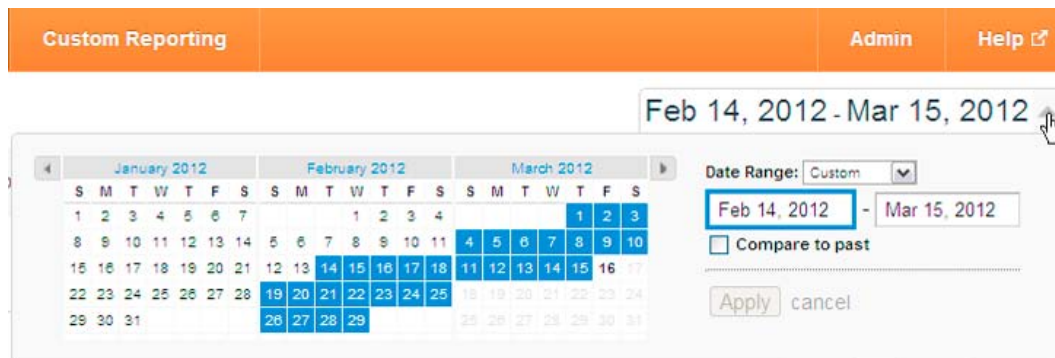 Custom Reporting Admin Help
Feb 14, 2012 - Mar 15, 2012
January 2012 February 2012 March 2012
S M T W T F S S M T W T F S S M T W T F S
1 2 3 4 5 6 7 1 2 3 4 1 2 3
8 9 10 11 12 13 14 5 6 7 8 9 10 11 4 5 6 7 8 9 10
15 16 17 18 19 20 21 12 13 14 15 16 17 18 11 12 13 14 15 16 17
22 23 24 25 26 27 28 19 20 21 22 23 24 25 18 19 20 21 22 23 24
29 30 31 26 27 28 29 25 26 27 28 29 30 31
Date Range: Custom
Feb 14, 2012 - Mar 15, 2012
Compare to past
Apply cancel